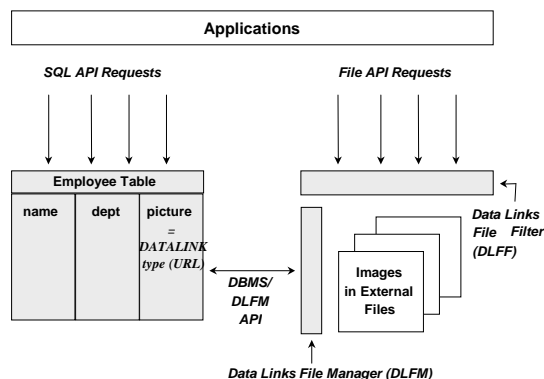 Applications
SQL API Requests
File API Requests
Employee Table
name
dept
picture
=
DATALINK
type (URL)
Data Links
File Filter
(DLFF)
DBMS/
DLFM
API
Images
in External
Files
Data Links File Manager (DLFM)